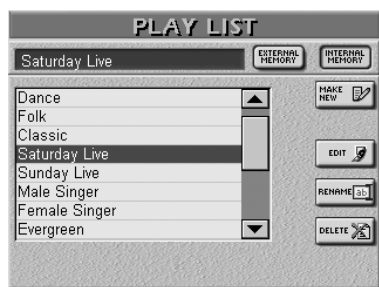 PLAY LIST
Saturday Live
EXTERNAL
MEMORY
INTERNAL
MEMORY
Dance
Folk
Classic
Saturday Live
Sunday Live
Male Singer
Female Singer
Evergreen
MAKE
NEW
EDIT
RENAME ab
DELETE